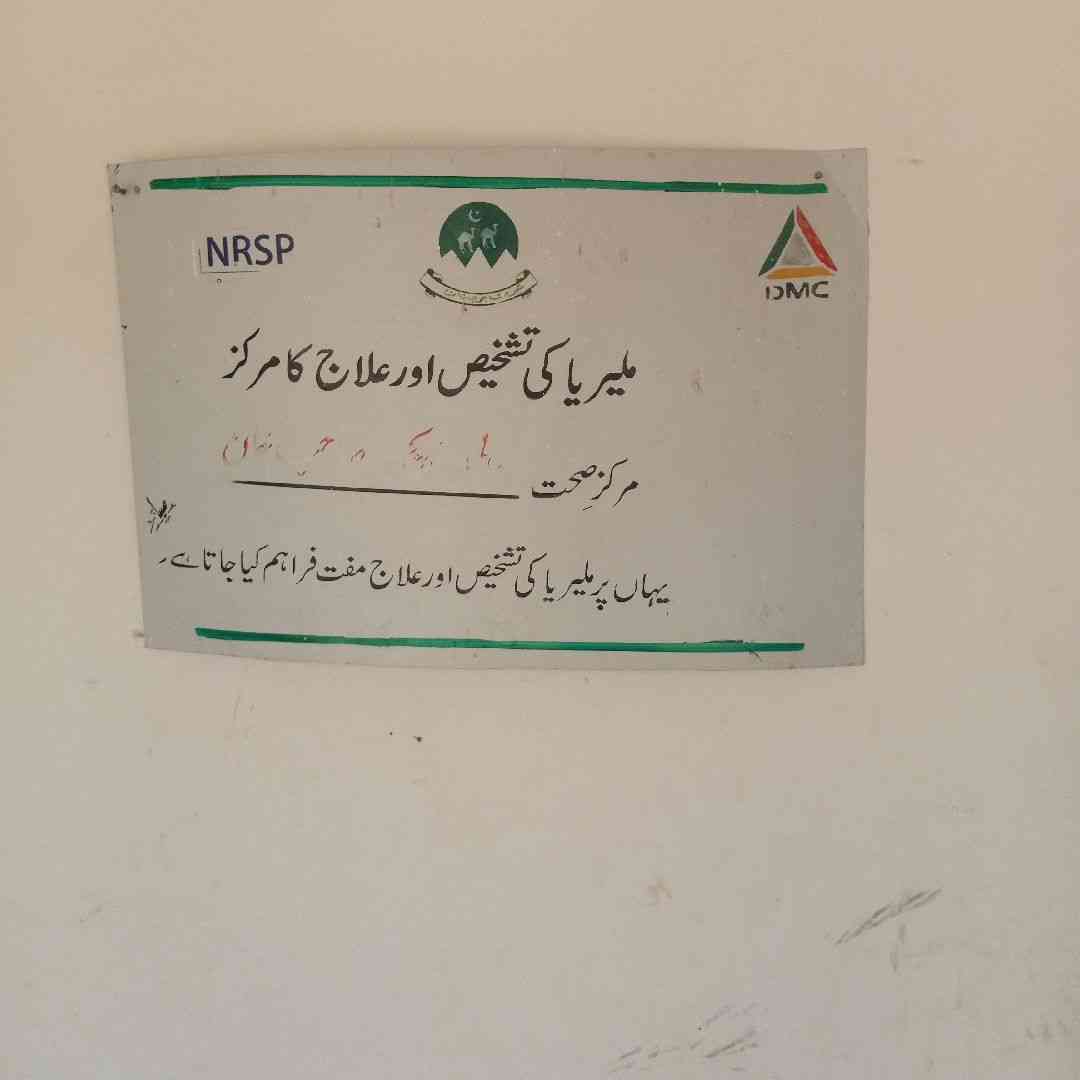 NRSP
DMC
ملیریا کی تشخیص اور علاج کا مرکز
مرکزِ صحت
یہاں پر ملیریا کی تشخیص اور علاج مفت فراہم کیا جاتا ہے۔